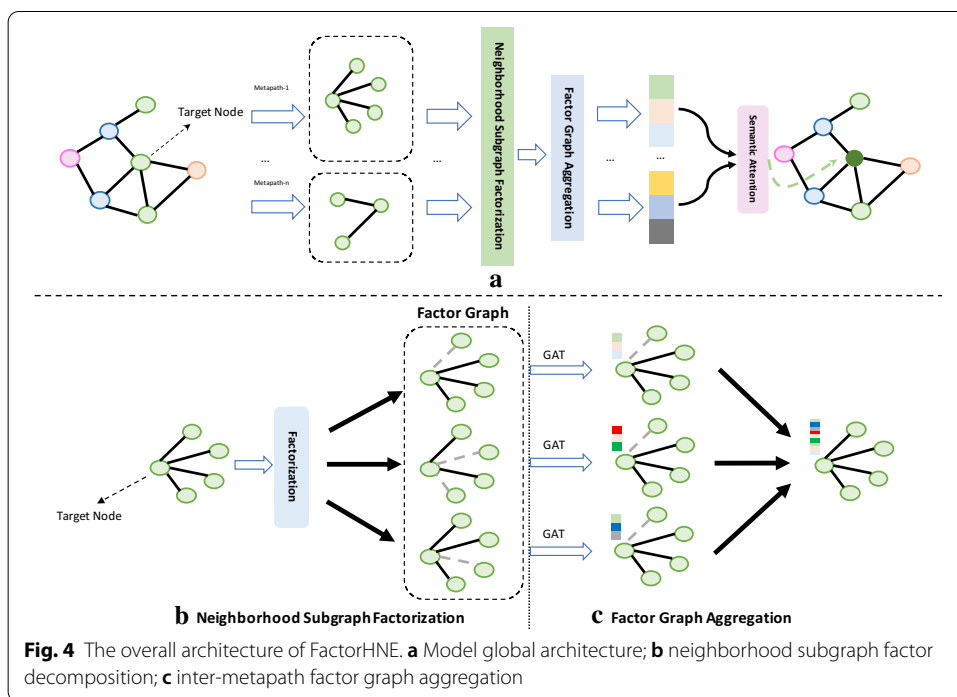 Target Node
Metapath-1
...
Metapath-n
...
Neighborhood Subgraph Factorization
Factor Graph Aggregation
...
...
Semantic Attention
a
Factor Graph
Target Node
Factorization
GAT
GAT
GAT
b Neighborhood Subgraph Factorization
c Factor Graph Aggregation
Fig. 4 The overall architecture of FactorHNE. a Model global architecture; b neighborhood subgraph factor
decomposition; c inter-metapath factor graph aggregation